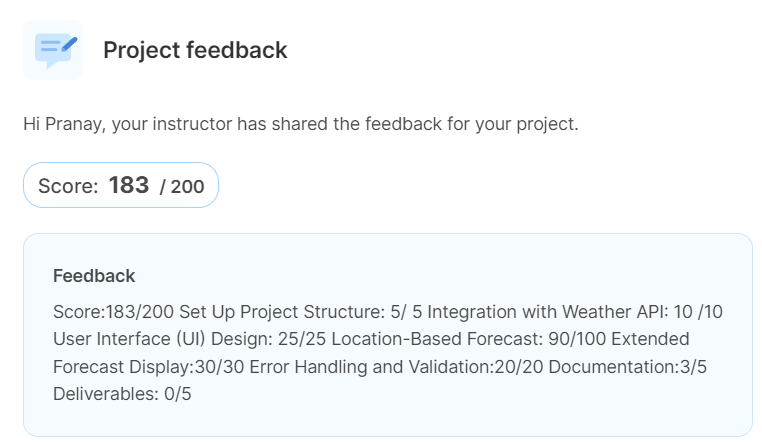 Project feedback
Hi Pranay, your instructor has shared the feedback for your project.
Score: 183 / 200
Feedback
Score:183/200 Set Up Project Structure: 5/ 5 Integration with Weather API: 10 /10
User Interface (UI) Design: 25/25 Location-Based Forecast: 90/100 Extended
Forecast Display:30/30 Error Handling and Validation:20/20 Documentation:3/5
Deliverables: 0/5